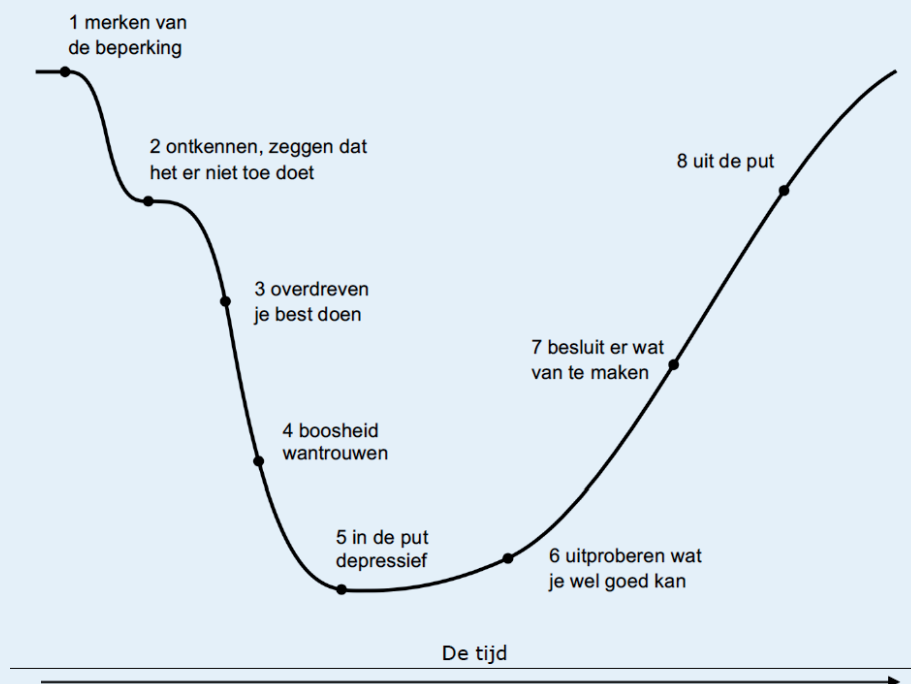 1 merken van
de beperking
2 ontkennen, zeggen dat
het er niet toe doet
3 overdreven
je best doen
4 boosheid
wantrouwen
5 in de put
depressief
6 uitproberen wat
je wel goed kan
7 besluit er wat
van te maken
8 uit de put
De tijd